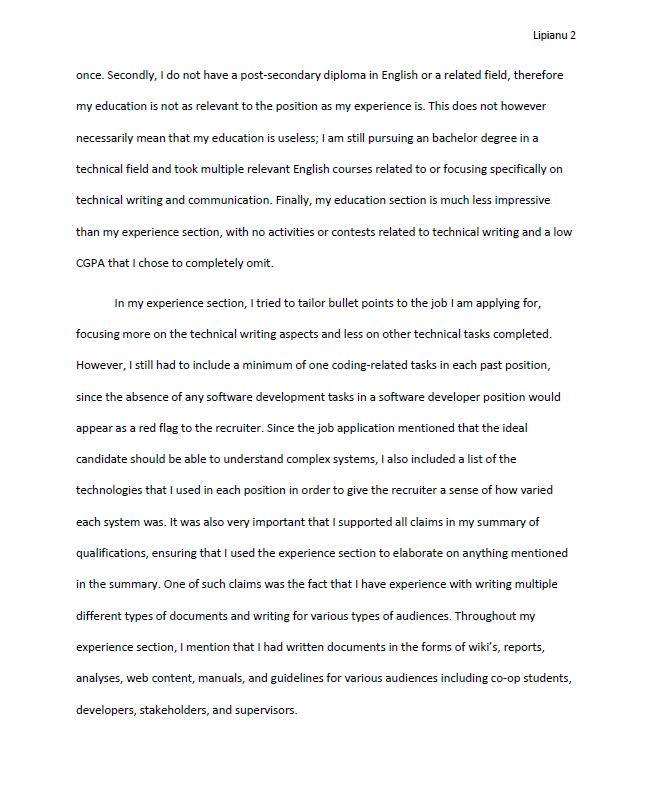 Lipianu 2
once. Secondly, I do not have a post-secondary diploma in English or a related field, therefore
my education is not as relevant to the position as my experience is. This does not however
necessarily mean that my education is useless; I am still pursuing an bachelor degree in a
technical field and took multiple relevant English courses related to or focusing specifically on
technical writing and communication. Finally, my education section is much less impressive
than my experience section, with no activities or contests related to technical writing and a low
CGPA that I chose to completely omit.
In my experience section, I tried to tailor bullet points to the job I am applying for,
focusing more on the technical writing aspects and less on other technical tasks completed.
However, I still had to include a minimum of one coding-related tasks in each past position,
since the absence of any software development tasks in a software developer position would
appear as a red flag to the recruiter. Since the job application mentioned that the ideal
candidate should be able to understand complex systems, I also included a list of the
technologies that I used in each position in order to give the recruiter a sense of how varied
each system was. It was also very important that I supported all claims in my summary of
qualifications, ensuring that I used the experience section to elaborate on anything mentioned
in the summary. One of such claims was the fact that I have experience with writing multiple
different types of documents and writing for various types of audiences. Throughout my
experience section, I mention that I had written documents in the forms of wiki's, reports,
analyses, web content, manuals, and guidelines for various audiences including co-op students,
developers, stakeholders, and supervisors.